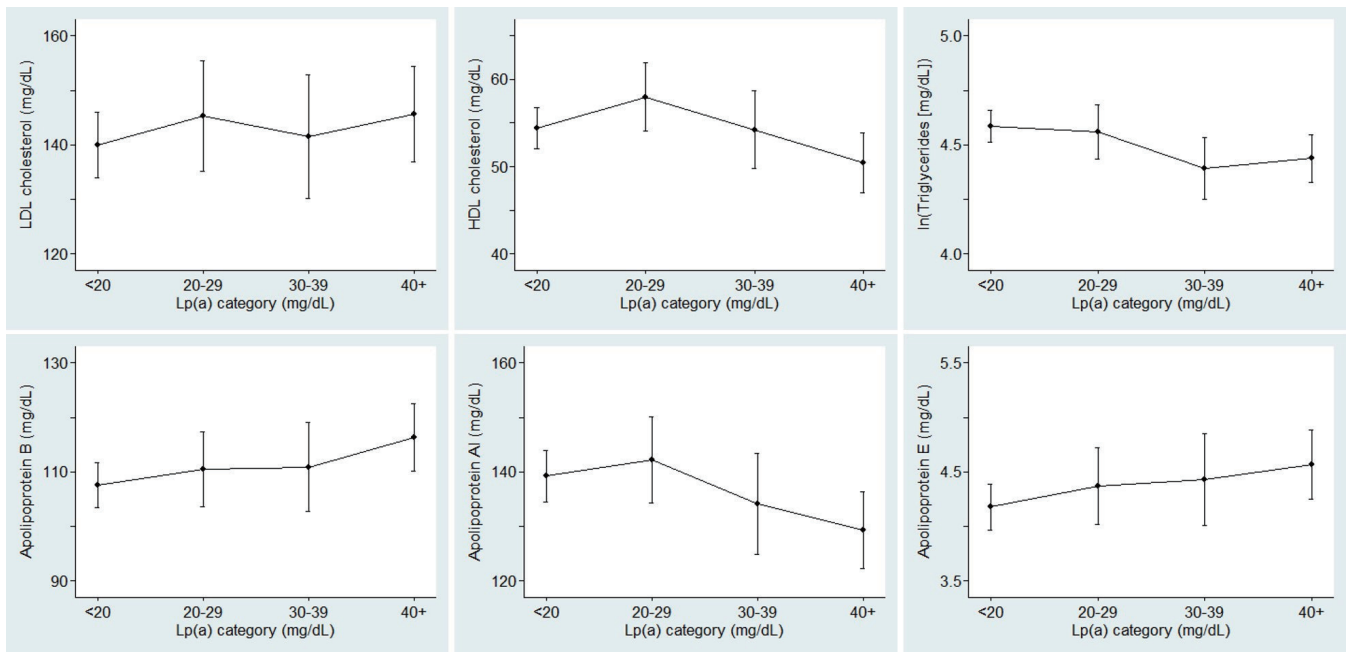 LDL cholesterol (mg/dL)
160
140
120
<20 20-29 30-39 40+
Lp(a) category (mg/dL)
HDL cholesterol (mg/dL)
60
50
40
<20 20-29 30-39 40+
Lp(a) category (mg/dL)
ln(Triglycerides [mg/dL])
5.0
4.5
4.0
<20 20-29 30-39 40+
Lp(a) category (mg/dL)
Apolipoprotein B (mg/dL)
130
110
90
<20 20-29 30-39 40+
Lp(a) category (mg/dL)
Apolipoprotein AI (mg/dL)
160
140
120
<20 20-29 30-39 40+
Lp(a) category (mg/dL)
Apolipoprotein E (mg/dL)
5.5
4.5
3.5
<20 20-29 30-39 40+
Lp(a) category (mg/dL)